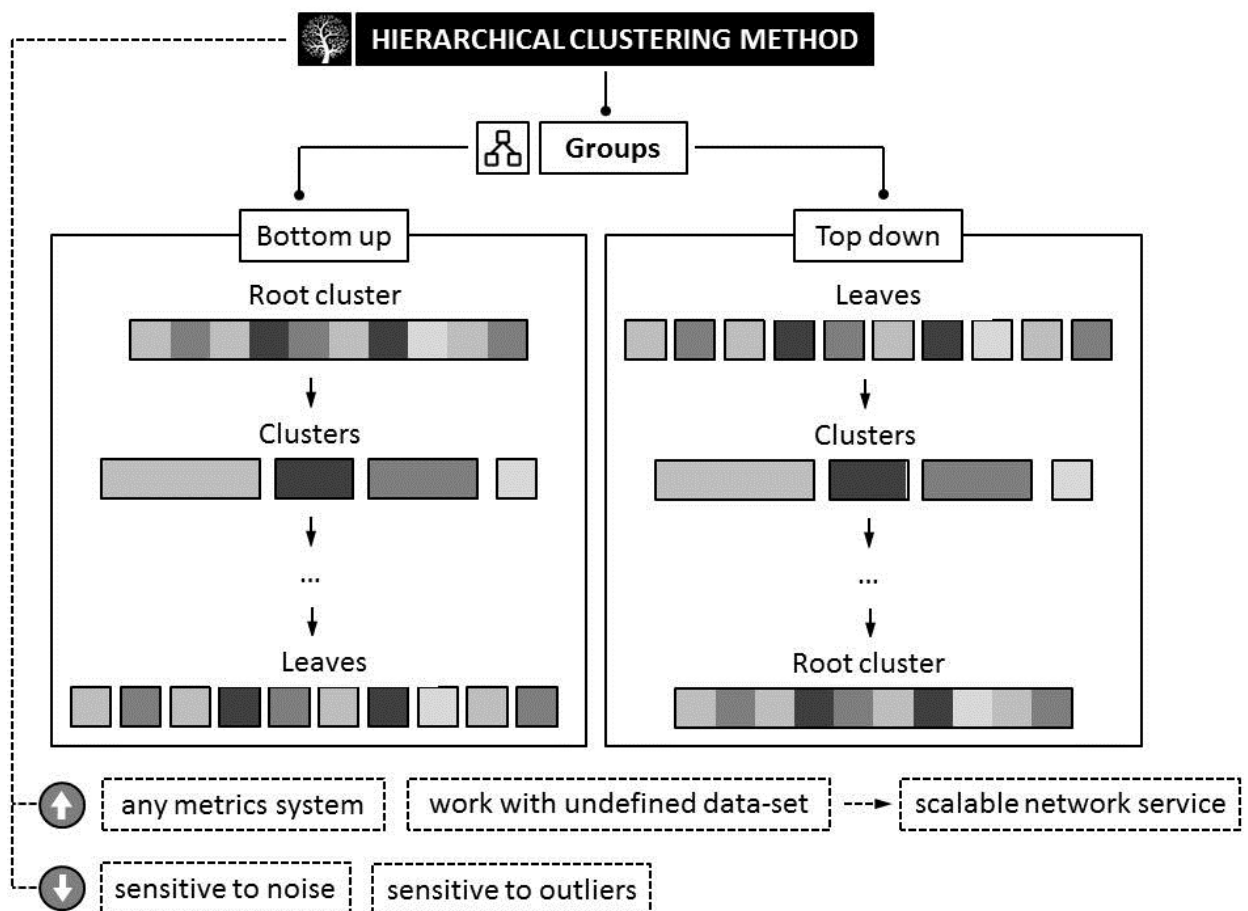 HIERARCHICAL CLUSTERING METHOD
Groups
Bottom up
Root cluster
Clusters
...
Leaves
Top down
Leaves
Clusters
...
Root cluster
any metrics system
work with undefined data-set
scalable network service
sensitive to noise
sensitive to outliers